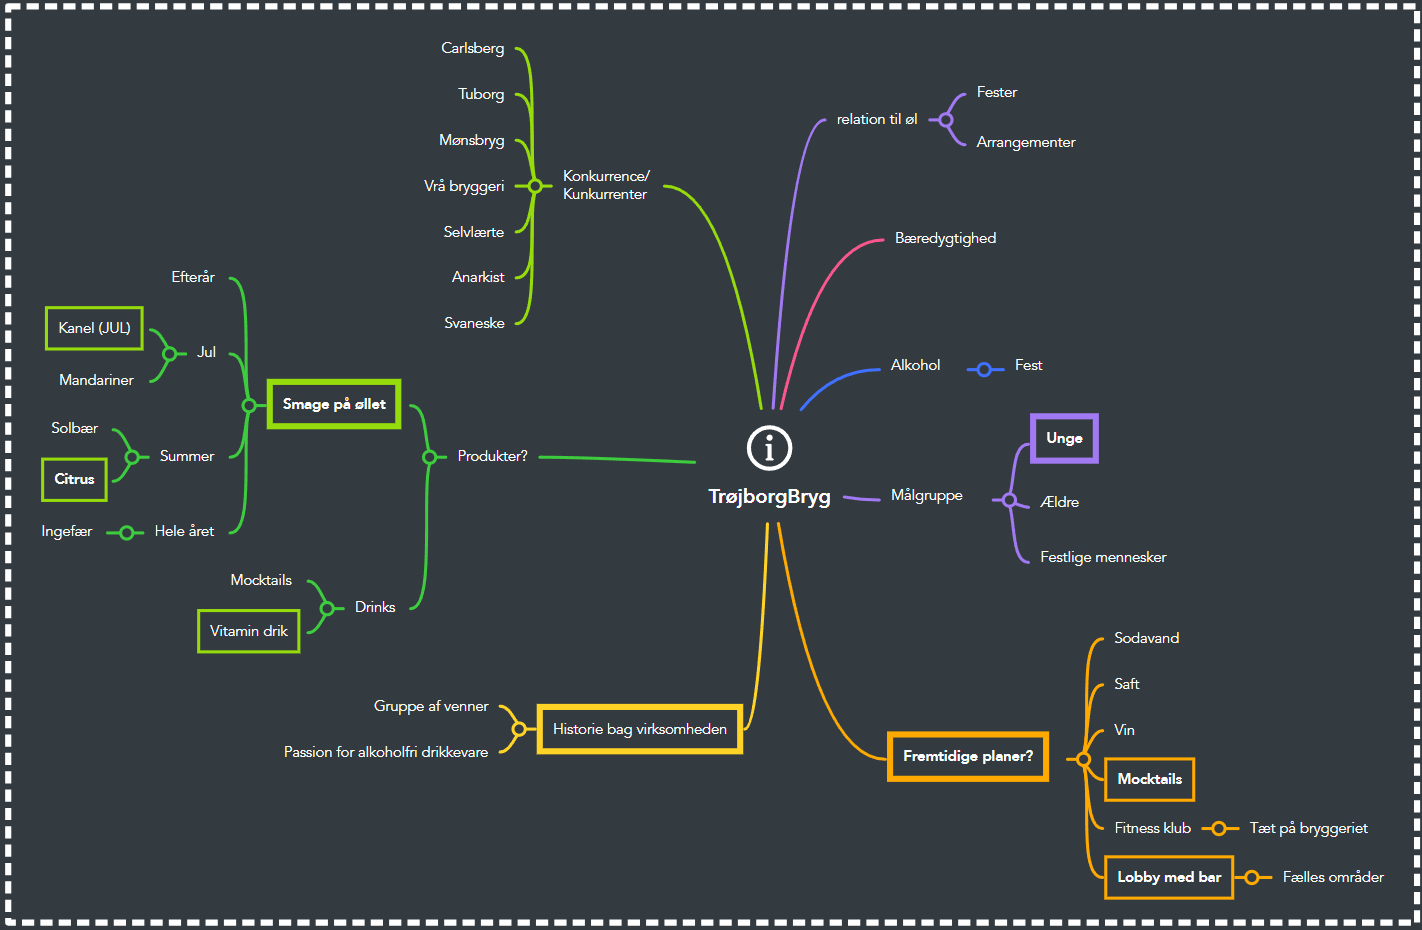 TrøjborgBryg
Konkurrence/
Kunkurrenter
Carlsberg
Tuborg
Mønsbryg
Vrå bryggeri
Selvlærte
Anarkist
Svaneske
relation til øl
Fester
Arrangementer
Bæredygtighed
Alkohol
Fest
Målgruppe
Unge
Ældre
Festlige mennesker
Produkter?
Smage på øllet
Efterår
Jul
Kanel (JUL)
Mandariner
Summer
Solbær
Citrus
Hele året
Ingefær
Drinks
Mocktails
Vitamin drik
Historie bag virksomheden
Gruppe af venner
Passion for alkoholfri drikkevare
Fremtidige planer?
Sodavand
Saft
Vin
Mocktails
Fitness klub
Tæt på bryggeriet
Lobby med bar
Fælles områder